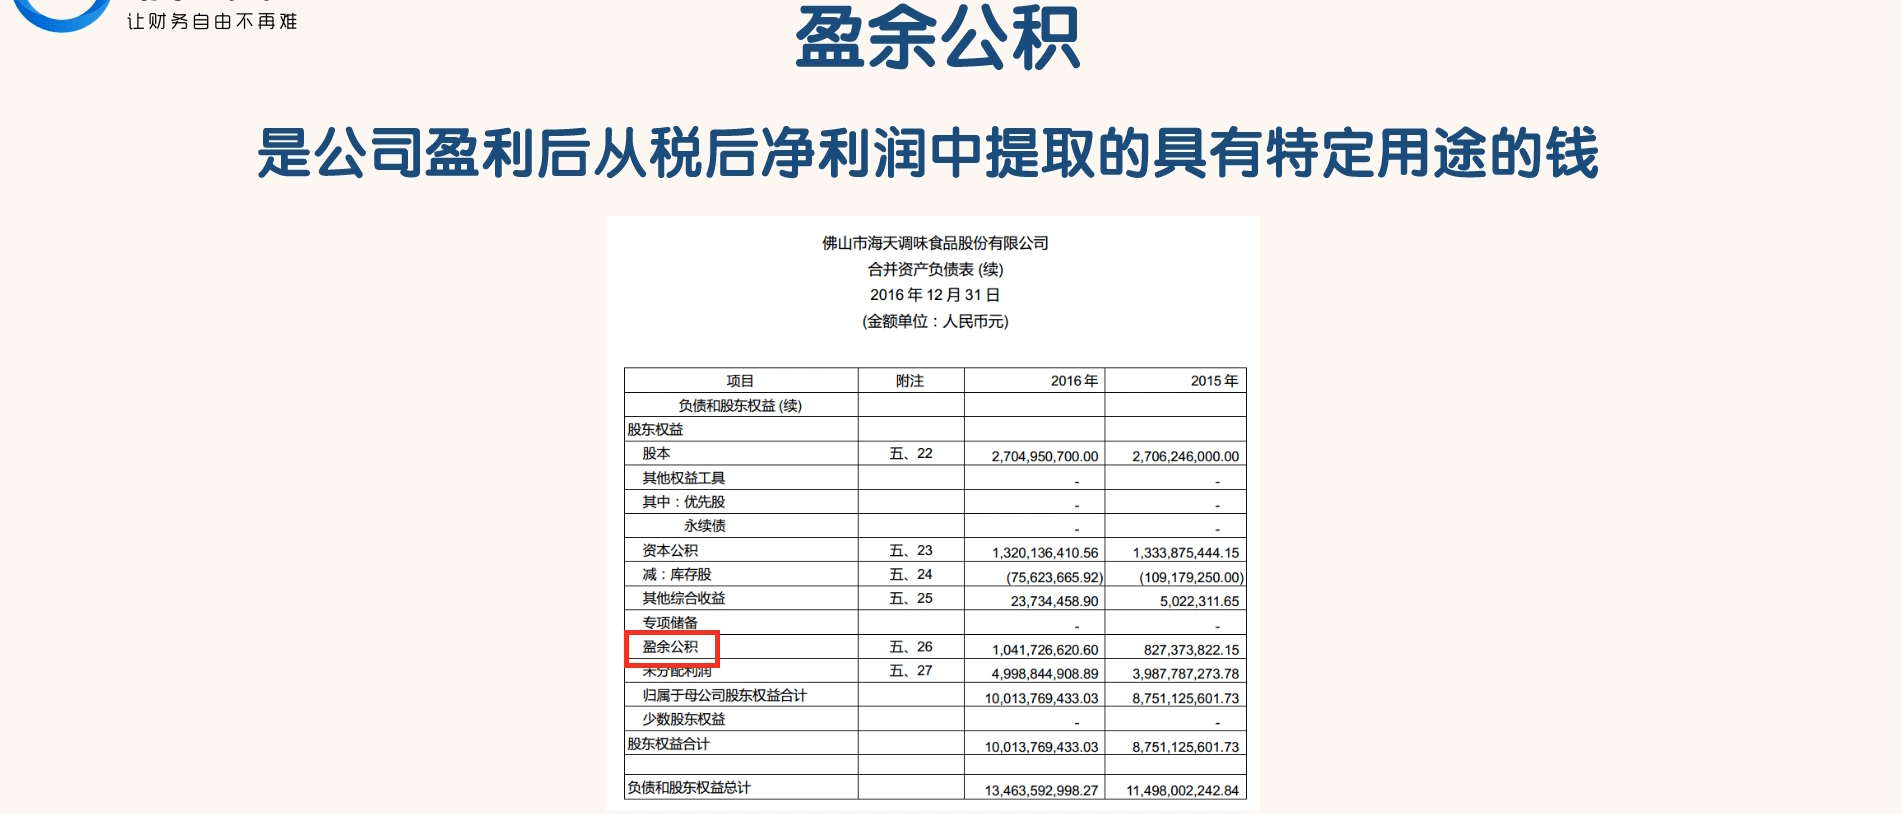 让财务自由不再难
盈余公积
是公司盈利后从税后净利润中提取的具有特定用途的钱
佛山市海天调味食品股份有限公司
合并资产负债表 (续)
2016 年 12 月 31 日
(金额单位：人民币元)
项目 附注 2016 年 2015 年
负债和股东权益 (续)
股东权益
股本 五、22 2,704,950,700.00 2,706,246,000.00
其他权益工具 - -
其中：优先股 - -
永续债 - -
资本公积 五、23 1,320,136,410.56 1,333,875,444.15
减：库存股 五、24 (75,623,665.92) (109,179,250.00)
其他综合收益 五、25 23,734,458.90 5,022,311.65
专项储备 - -
盈余公积 五、26 1,041,726,620.60 827,373,822.15
未分配利润 五、27 4,998,844,908.89 3,987,787,273.78
归属于母公司股东权益合计 10,013,769,433.03 8,751,125,601.73
少数股东权益 - -
股东权益合计 10,013,769,433.03 8,751,125,601.73
负债和股东权益总计 13,463,592,998.27 11,498,002,242.84